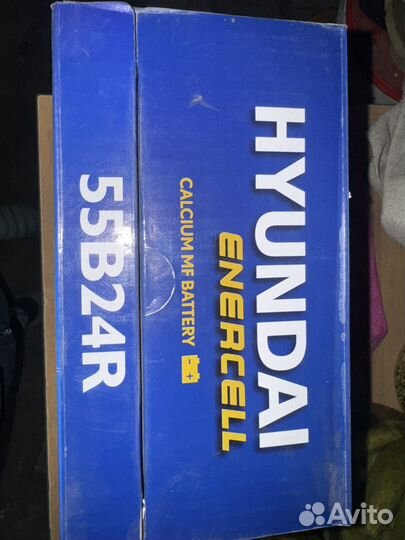 HYUNDAI
ENERCELL
CALCIUM MF BATTERY
55B24R
Avito